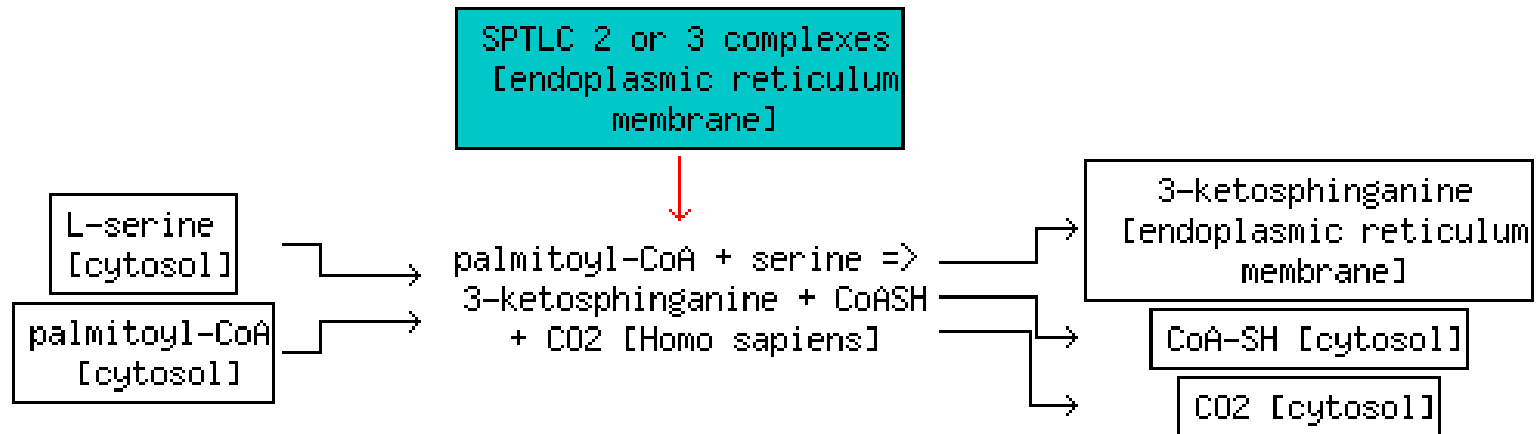 SPTLC 2 or 3 complexes
[endoplasmic reticulum
membrane]
L-serine
[cytosol]
palmitoyl-CoA
[cytosol]
palmitoyl-CoA + serine =>
3-ketosphinganine + CoASH
+ CO2 [Homo sapiens]
3-ketosphinganine
[endoplasmic reticulum
membrane]
CoA-SH [cytosol]
CO2 [cytosol]